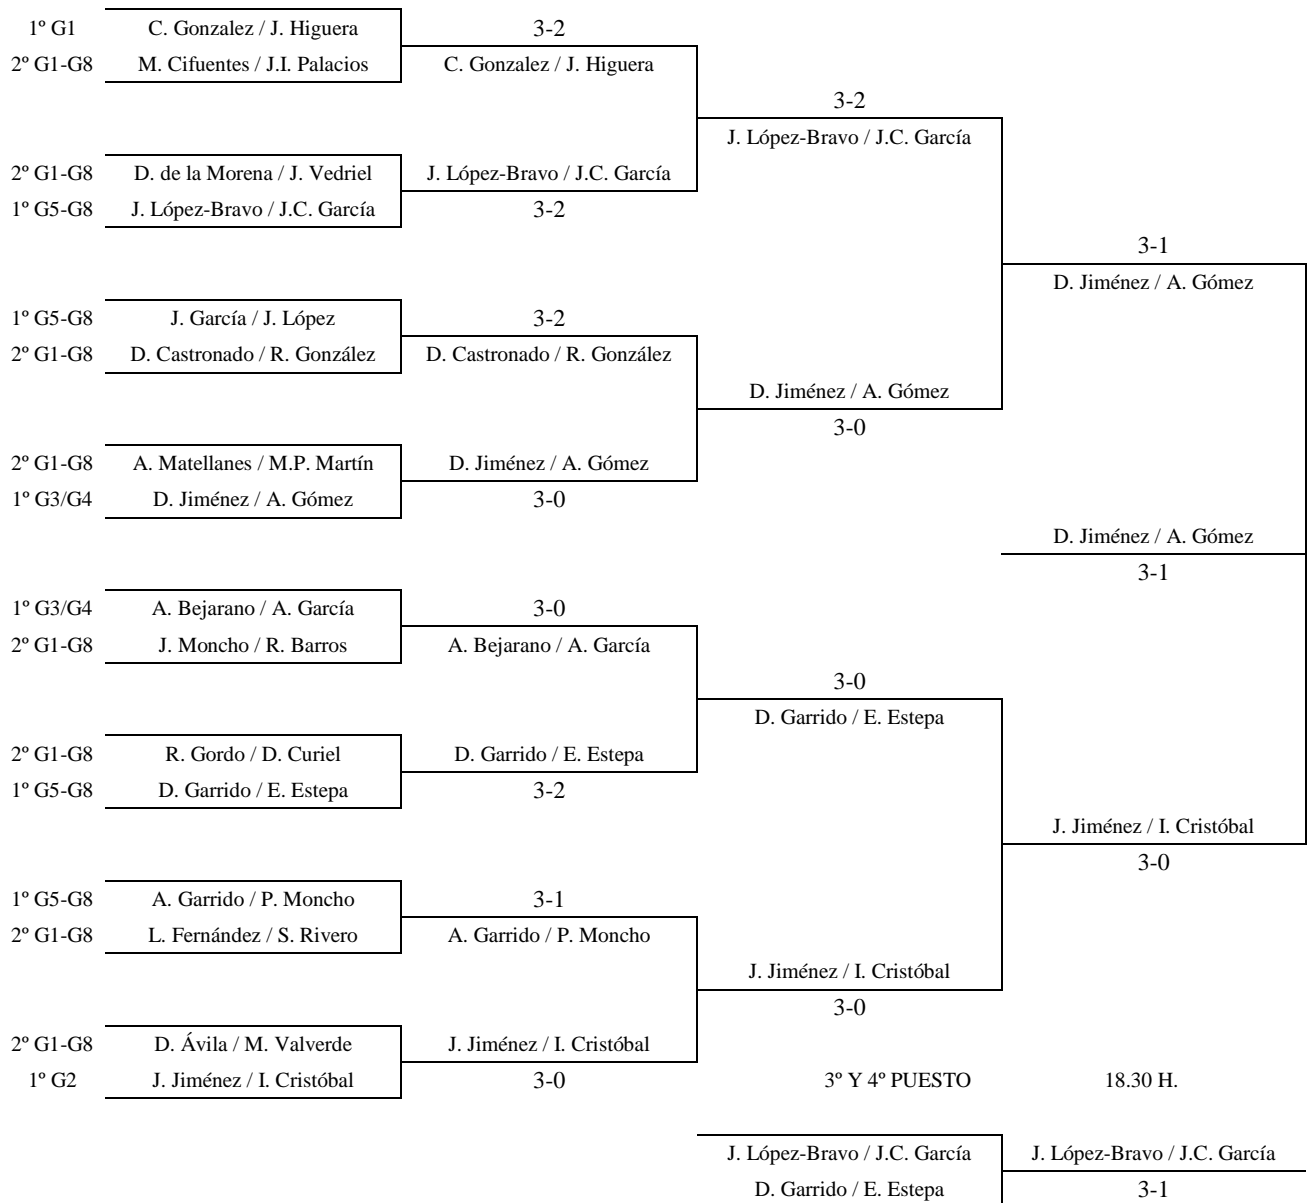 1º G1 C. Gonzalez / J. Higuera 3-2
2º G1-G8 M. Cifuentes / J.I. Palacios C. Gonzalez / J. Higuera
3-2
J. López-Bravo / J.C. García
2º G1-G8 D. de la Morena / J. Vedriel J. López-Bravo / J.C. García
1º G5-G8 J. López-Bravo / J.C. García 3-2
3-1
D. Jiménez / A. Gómez
1º G5-G8 J. García / J. López 3-2
2º G1-G8 D. Castronado / R. González D. Castronado / R. González
D. Jiménez / A. Gómez
3-0
2º G1-G8 A. Matellanes / M.P. Martín D. Jiménez / A. Gómez
1º G3/G4 D. Jiménez / A. Gómez 3-0
D. Jiménez / A. Gómez
3-1
1º G3/G4 A. Bejarano / A. García 3-0
2º G1-G8 J. Moncho / R. Barros A. Bejarano / A. García
3-0
D. Garrido / E. Estepa
2º G1-G8 R. Gordo / D. Curiel D. Garrido / E. Estepa
1º G5-G8 D. Garrido / E. Estepa 3-2
J. Jiménez / I. Cristóbal
3-0
1º G5-G8 A. Garrido / P. Moncho 3-1
2º G1-G8 L. Fernández / S. Rivero A. Garrido / P. Moncho
J. Jiménez / I. Cristóbal
3-0
2º G1-G8 D. Ávila / M. Valverde J. Jiménez / I. Cristóbal
1º G2 J. Jiménez / I. Cristóbal 3-0 3º Y 4º PUESTO 18.30 H.
J. López-Bravo / J.C. García J. López-Bravo / J.C. García
D. Garrido / E. Estepa 3-1